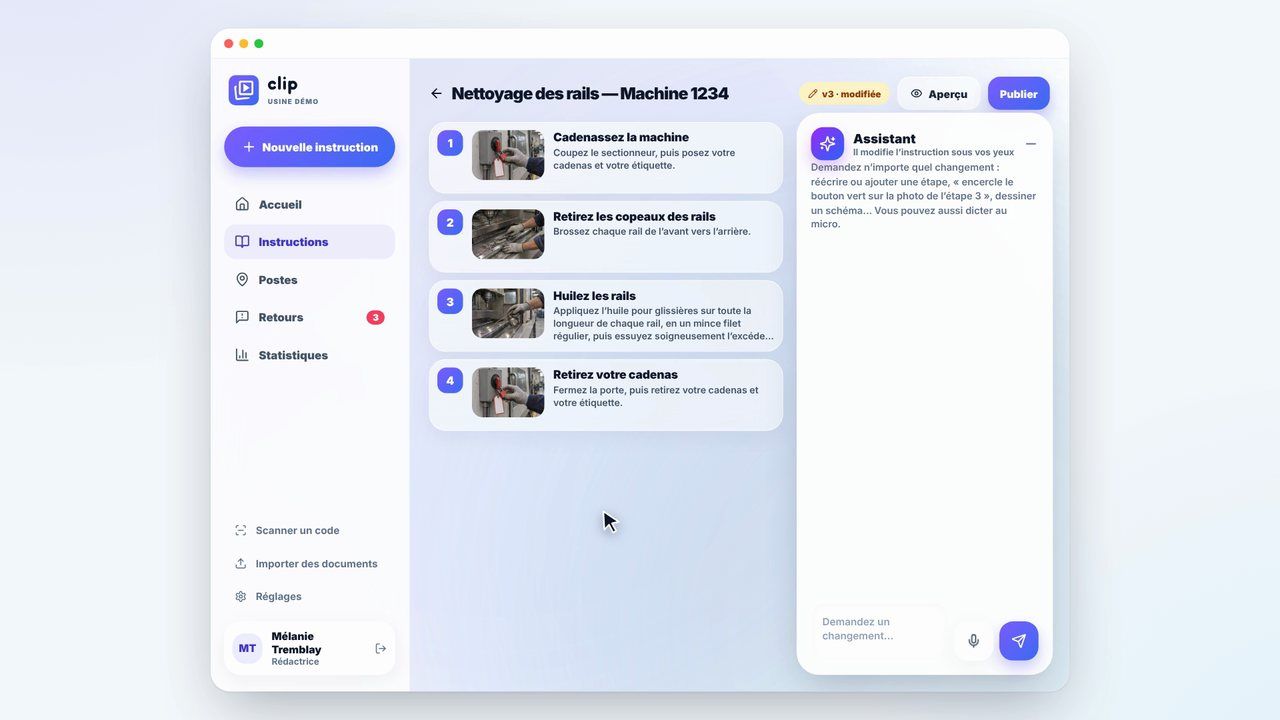 clip
USINE DÉMO
Nouvelle instruction
Accueil
Instructions
Postes
Retours
3
Statistiques
Scanner un code
Importer des documents
Réglages
MT
Mélanie
Tremblay
Rédactrice
Nettoyage des rails — Machine 1234
v3 · modifiée
Aperçu
Publier
1
Cadenassez la machine
Coupez le sectionneur, puis posez votre
cadenas et votre étiquette.
2
Retirez les copeaux des rails
Brossez chaque rail de l’avant vers l’arrière.
3
Huilez les rails
Appliquez l’huile pour glissières sur toute la
longueur de chaque rail, en un mince filet
régulier, puis essuyez soigneusement l’excéde...
4
Retirez votre cadenas
Fermez la porte, puis retirez votre cadenas et
votre étiquette.
Assistant
Il modifie l’instruction sous vos yeux
Demandez n’importe quel changement :
réécrire ou ajouter une étape, « encercle le
bouton vert sur la photo de l’étape 3 », dessiner
un schéma... Vous pouvez aussi dicter au
micro.
Demandez un
changement...